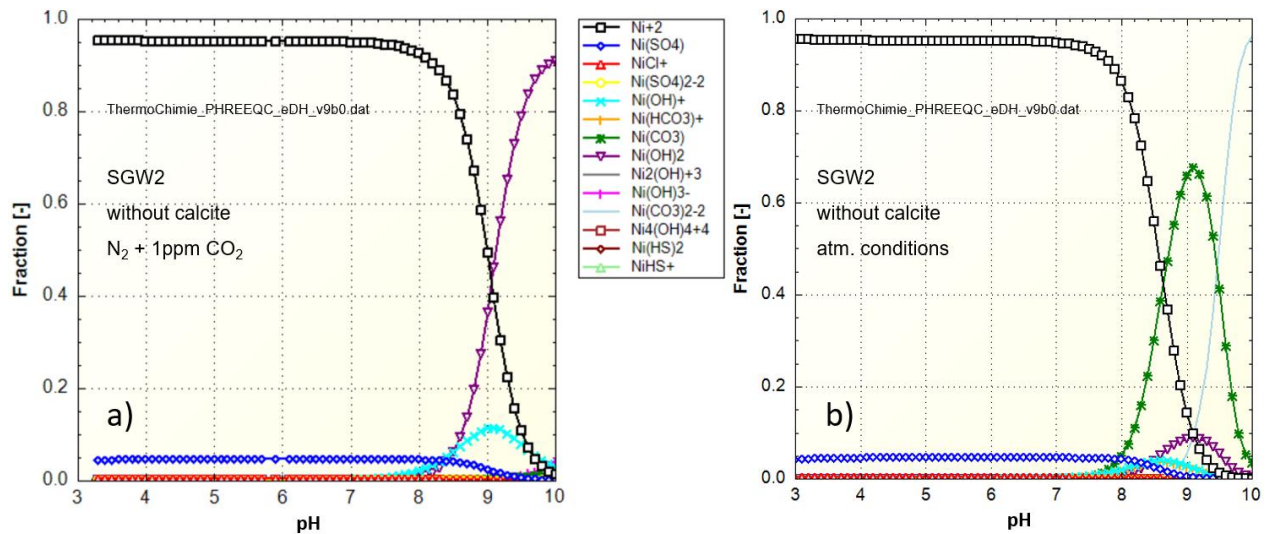 1.0
0.8
0.6
0.4
0.2
0.0
Fraction [-]
ThermoChimie_PHREEQC_eDH_v9b0.dat
SGW2
without calcite
N2 + 1ppm CO2
a)
3 4 5 6 7 8 9 10
pH
Ni+2
Ni(SO4)
NiCl+
Ni(SO4)2-2
Ni(OH)+
Ni(HCO3)+
Ni(CO3)
Ni(OH)2
Ni2(OH)+3
Ni(OH)3-
Ni(CO3)2-2
Ni4(OH)4+4
Ni(HS)2
NiHS+
1.0
0.8
0.6
0.4
0.2
0.0
Fraction [-]
ThermoChimie_PHREEQC_eDH_v9b0.dat
SGW2
without calcite
atm. conditions
b)
3 4 5 6 7 8 9 10
pH